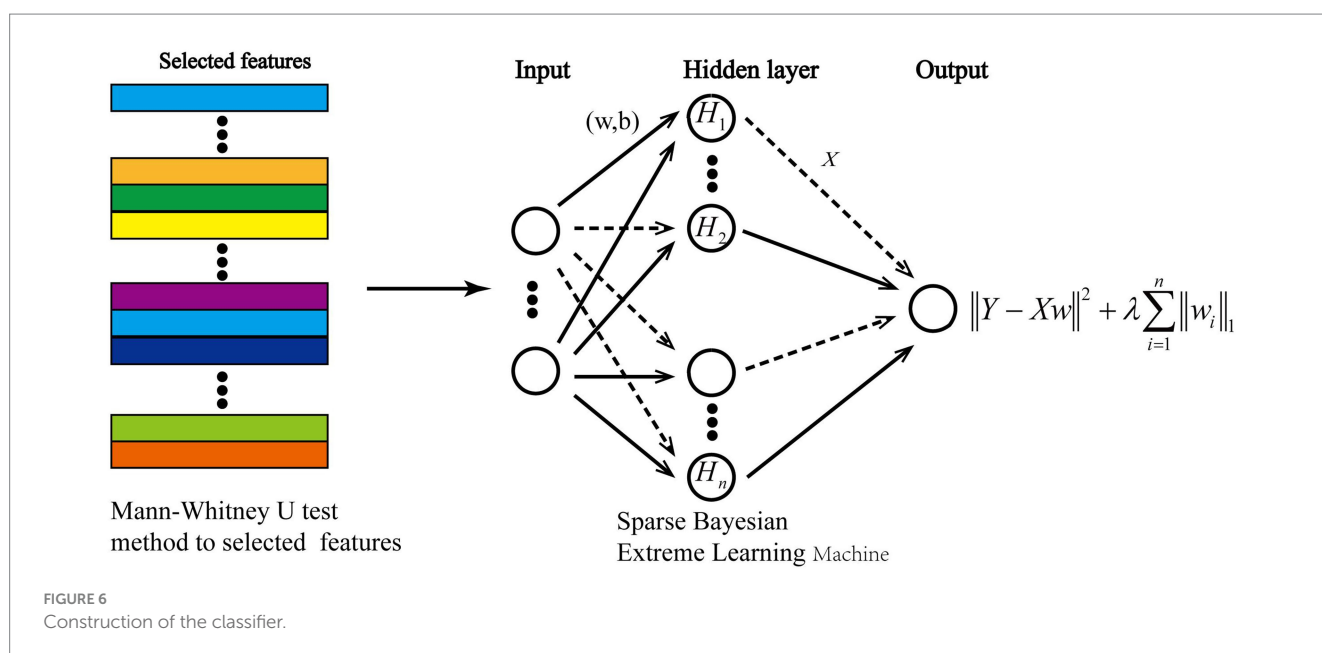 Selected features
Input
Hidden layer
Output
(w,b)
H₁
X
H₂
‖Y − Xw‖² + λ∑ⁿᵢ₌₁‖wᵢ‖₁
Hₙ
Mann-Whitney U test
method to selected features
Sparse Bayesian
Extreme Learning Machine
FIGURE 6
Construction of the classifier.